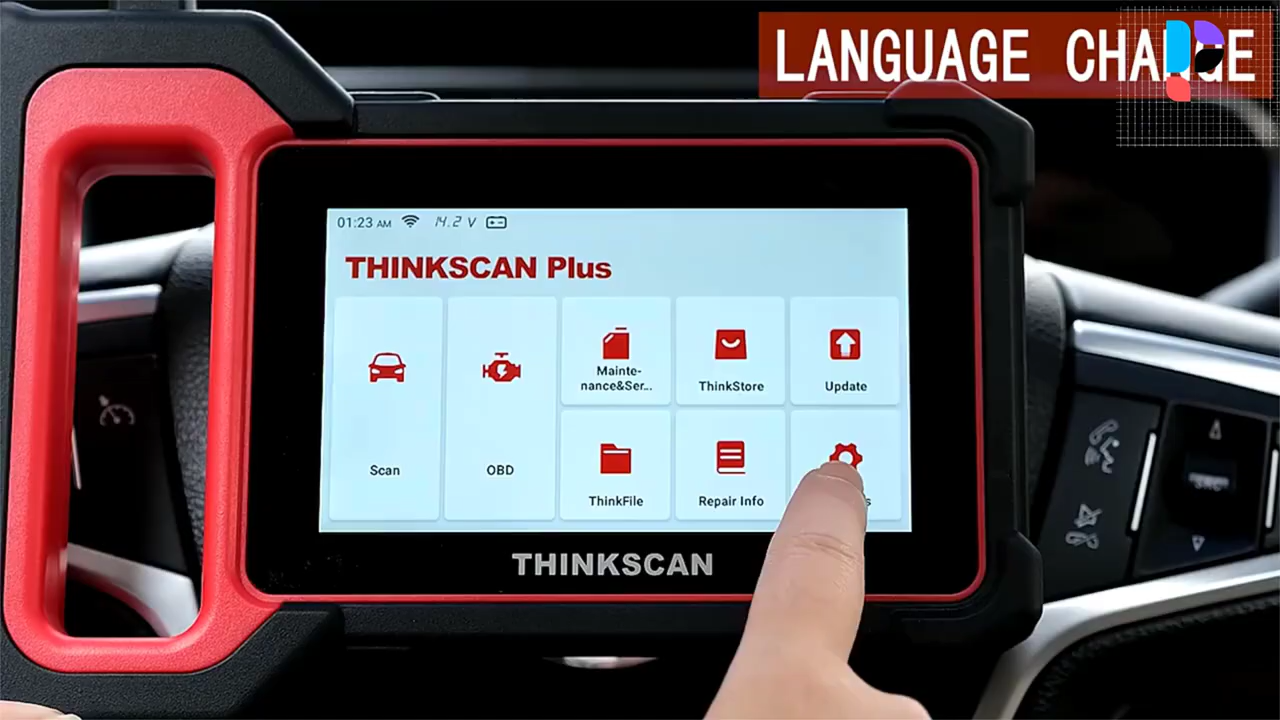 LANGUAGE CHANGE
01:23 AM 14.2 V
THINKSCAN Plus
Scan
OBD
Mainte-
nance&Ser...
ThinkStore
Update
ThinkFile
Repair Info
THINKSCAN